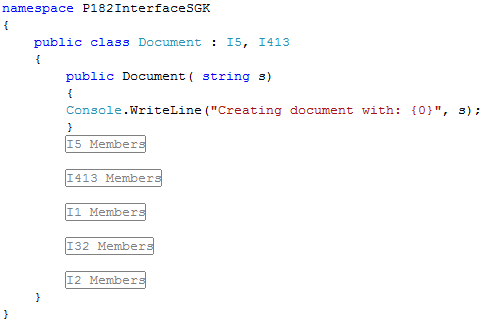 namespace P182InterfaceSGK
{
public class Document : I5, I413
{
public Document( string s)
{
Console.WriteLine("Creating document with: {0}", s);
}
I5 Members
I413 Members
I1 Members
I32 Members
I2 Members
}
}